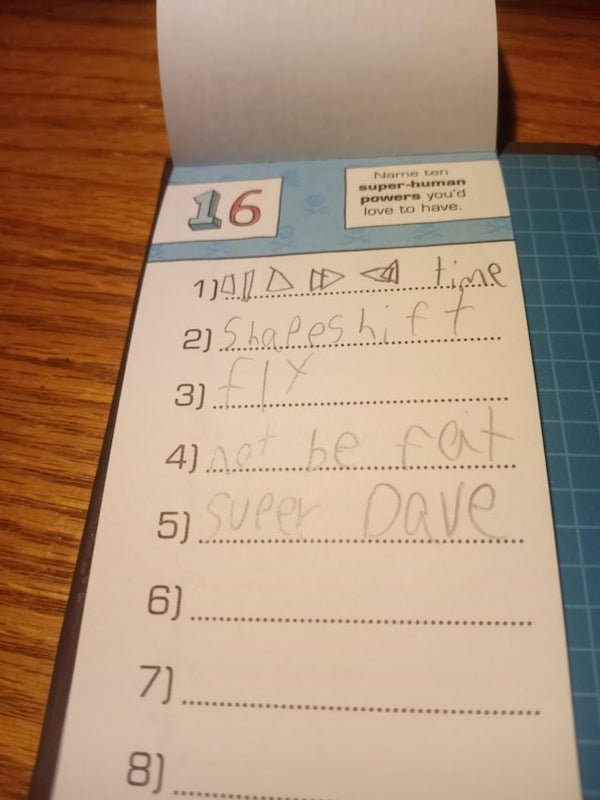 16
Name ten
super-human
powers you'd
love to have.
1) time
2) Shapeshift
3) fly
4) not be fat
5) super Dave
6)
7)
8)